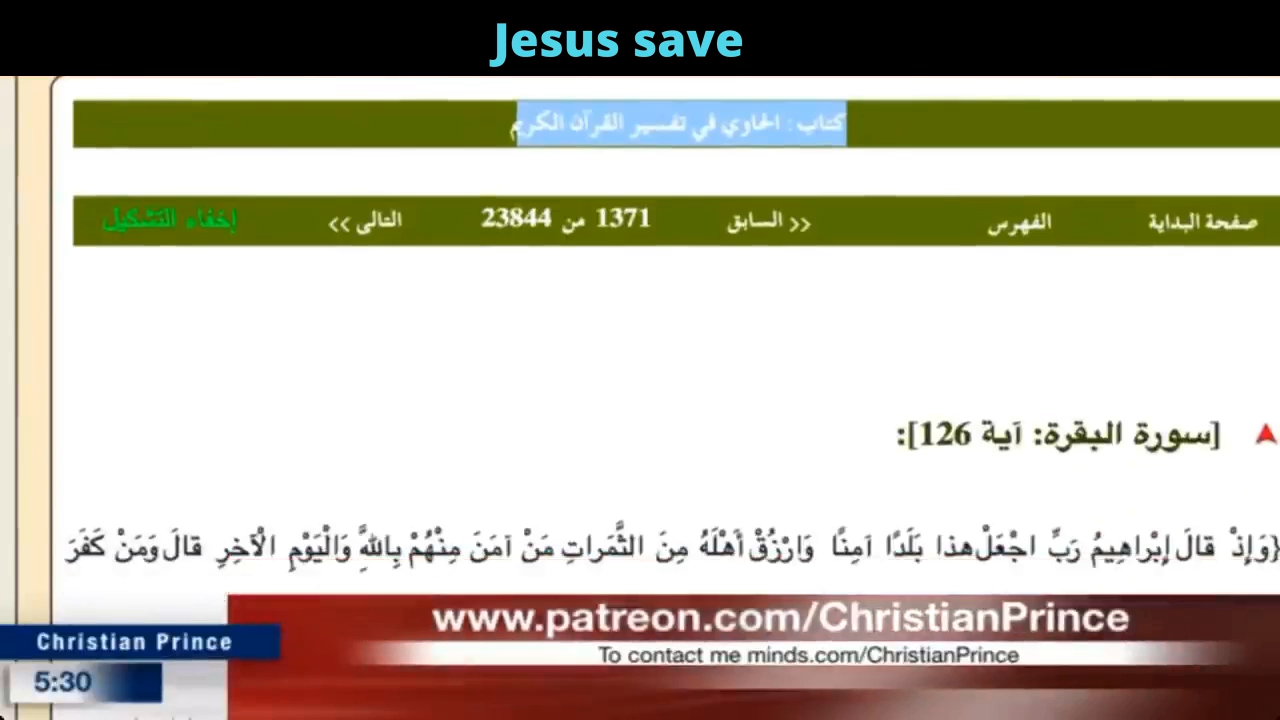 Jesus save
كتاب : الحاوي في تفسير القرآن الكريم
صفحة البداية الفهرس << السابق 1371 من 23844 التالى >> إخفاء التشكيل
[سورة البقرة: آية 126]:
{وَإِذْ قالَ إِبْراهِيمُ رَبِّ اجْعَلْ هذا بَلَدًا آمِنًا وَارْزُقْ أَهْلَهُ مِنَ الثَّمَراتِ مَنْ آمَنَ مِنْهُمْ بِاللهِ وَالْيَوْمِ الْآخِرِ قالَ وَمَنْ كَفَرَ
www.patreon.com/ChristianPrince
Christian Prince
To contact me minds.com/ChristianPrince
5:30